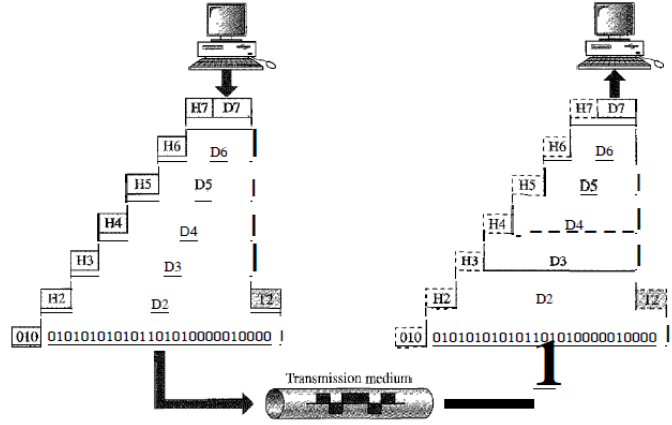 H7 D7
H6 D6
H5 D5
H4 D4
H3 D3
H2 D2 T2
010 010101010101101010000010000
H7 D7
H6 D6
H5 D5
H4 D4
H3 D3
H2 D2 T2
010 010101010101101010000010000
1
Transmission medium